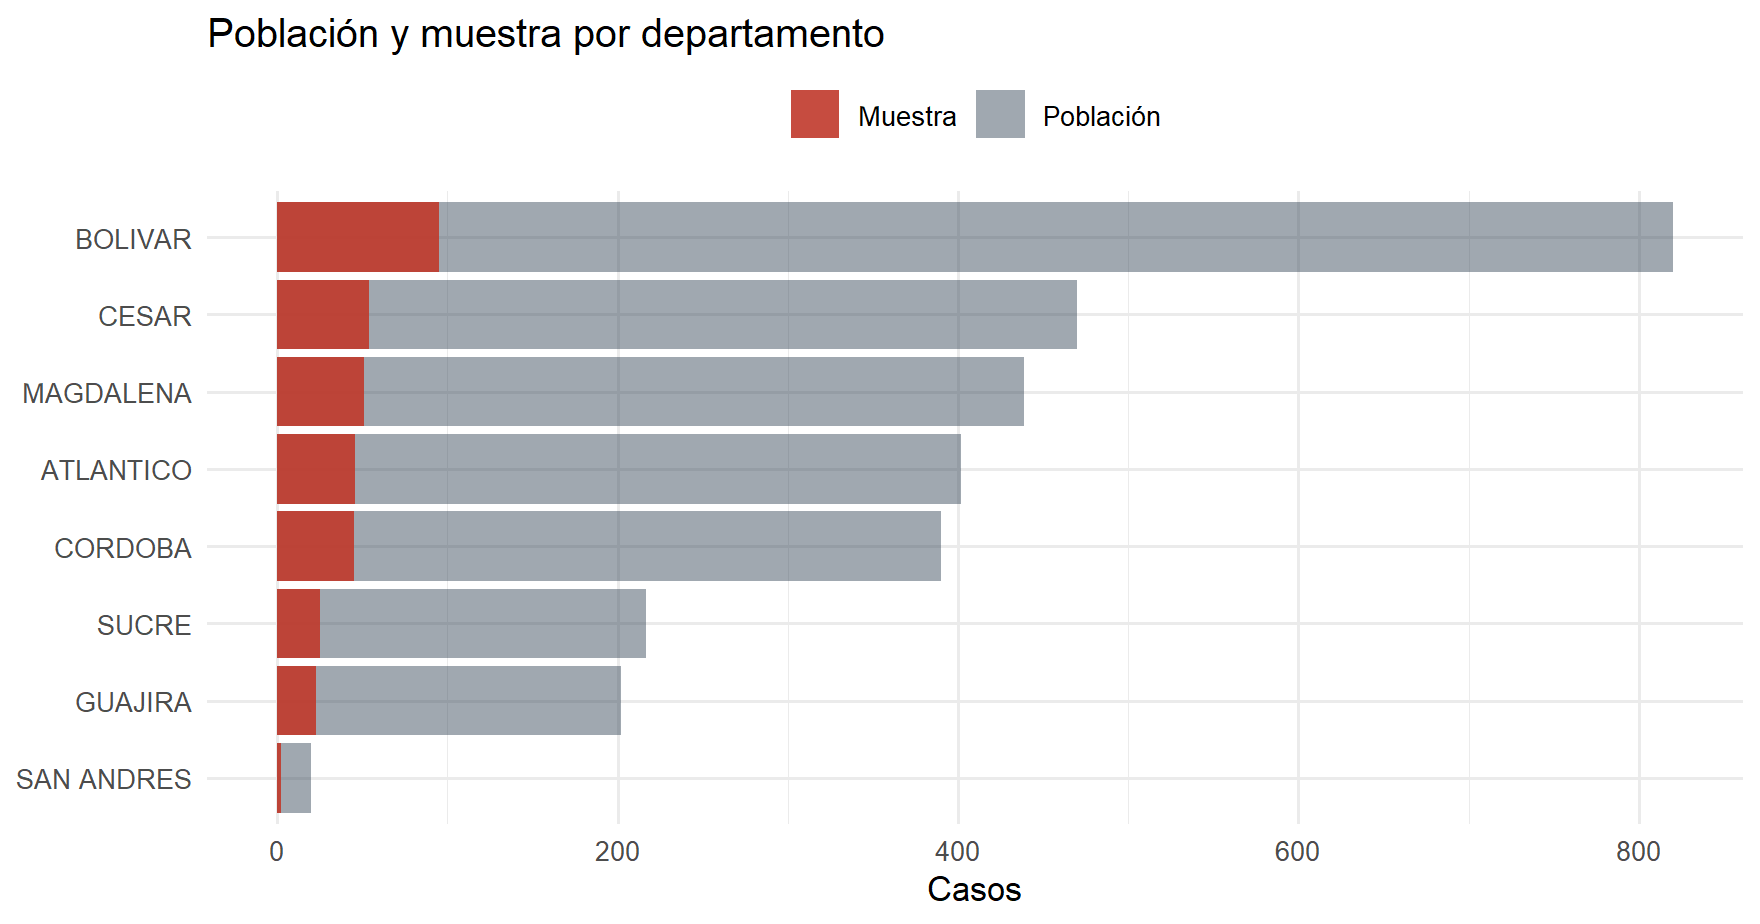 Población y muestra por departamento
Muestra Población
BOLIVAR
CESAR
MAGDALENA
ATLANTICO
CORDOBA
SUCRE
GUAJIRA
SAN ANDRES
0 200 400 600 800
Casos